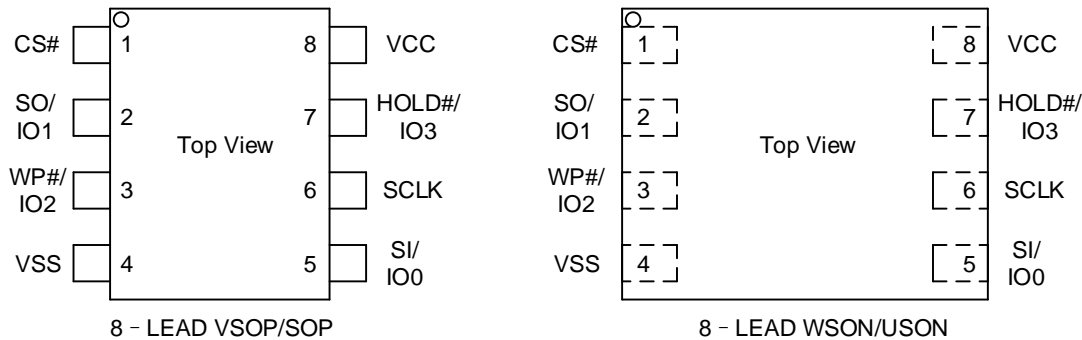 CS# 1 8 VCC
SO/
IO1 2 7 HOLD#/
IO3
Top View
WP#/
IO2 3 6 SCLK
VSS 4 5 SI/
IO0
8 – LEAD VSOP/SOP
CS# 1 8 VCC
SO/
IO1 2 7 HOLD#/
IO3
Top View
WP#/
IO2 3 6 SCLK
VSS 4 5 SI/
IO0
8 – LEAD WSON/USON